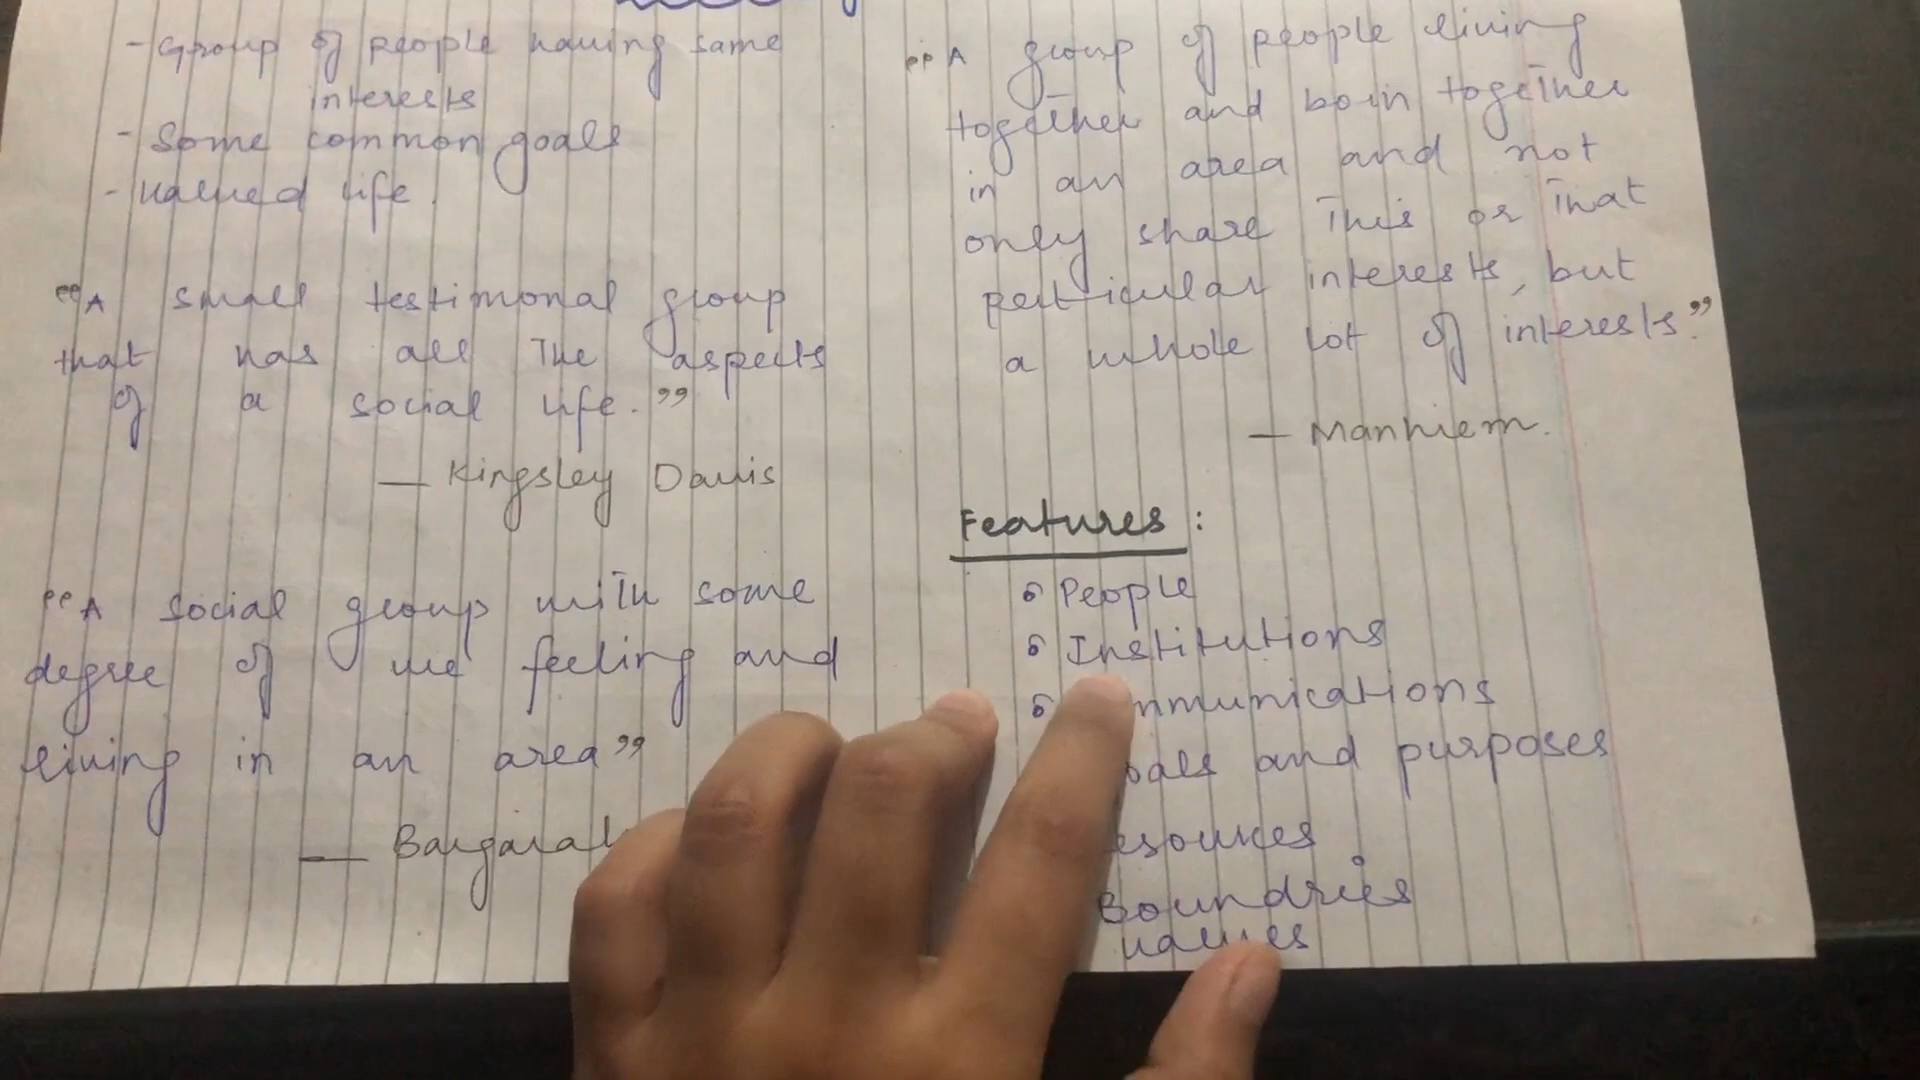 - Group of people having same
interests
- Some common goals
- Valued life.
"A small testimonal group
that has all the aspects
of a social life."
— Kingsley Davis
"A social group with some
degree of we feeling and
living in an area"
"A group of people living
together and born together
in an area and not
only share this or that
perticular interests, but
a whole lot of interests."
— Manhiem.
Features:
People
Institutions
mmunications
oals and purposes
esources
Boundries
values